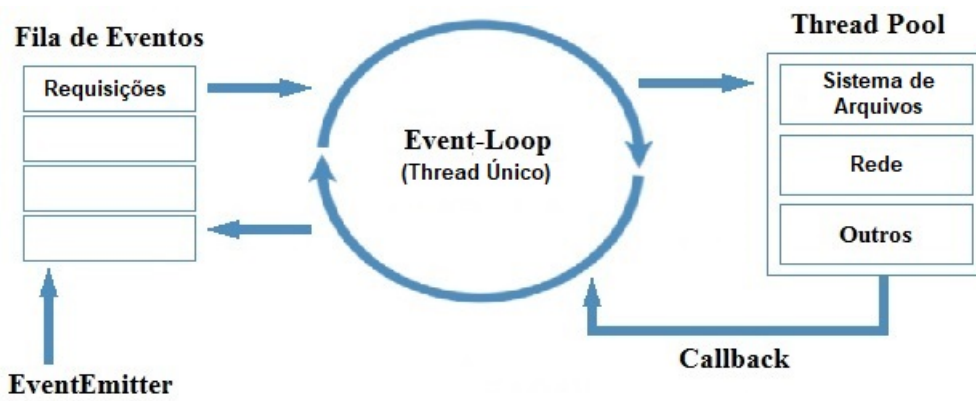 Fila de Eventos
Requisições
EventEmitter
Event-Loop
(Thread Único)
Thread Pool
Sistema de
Arquivos
Rede
Outros
Callback